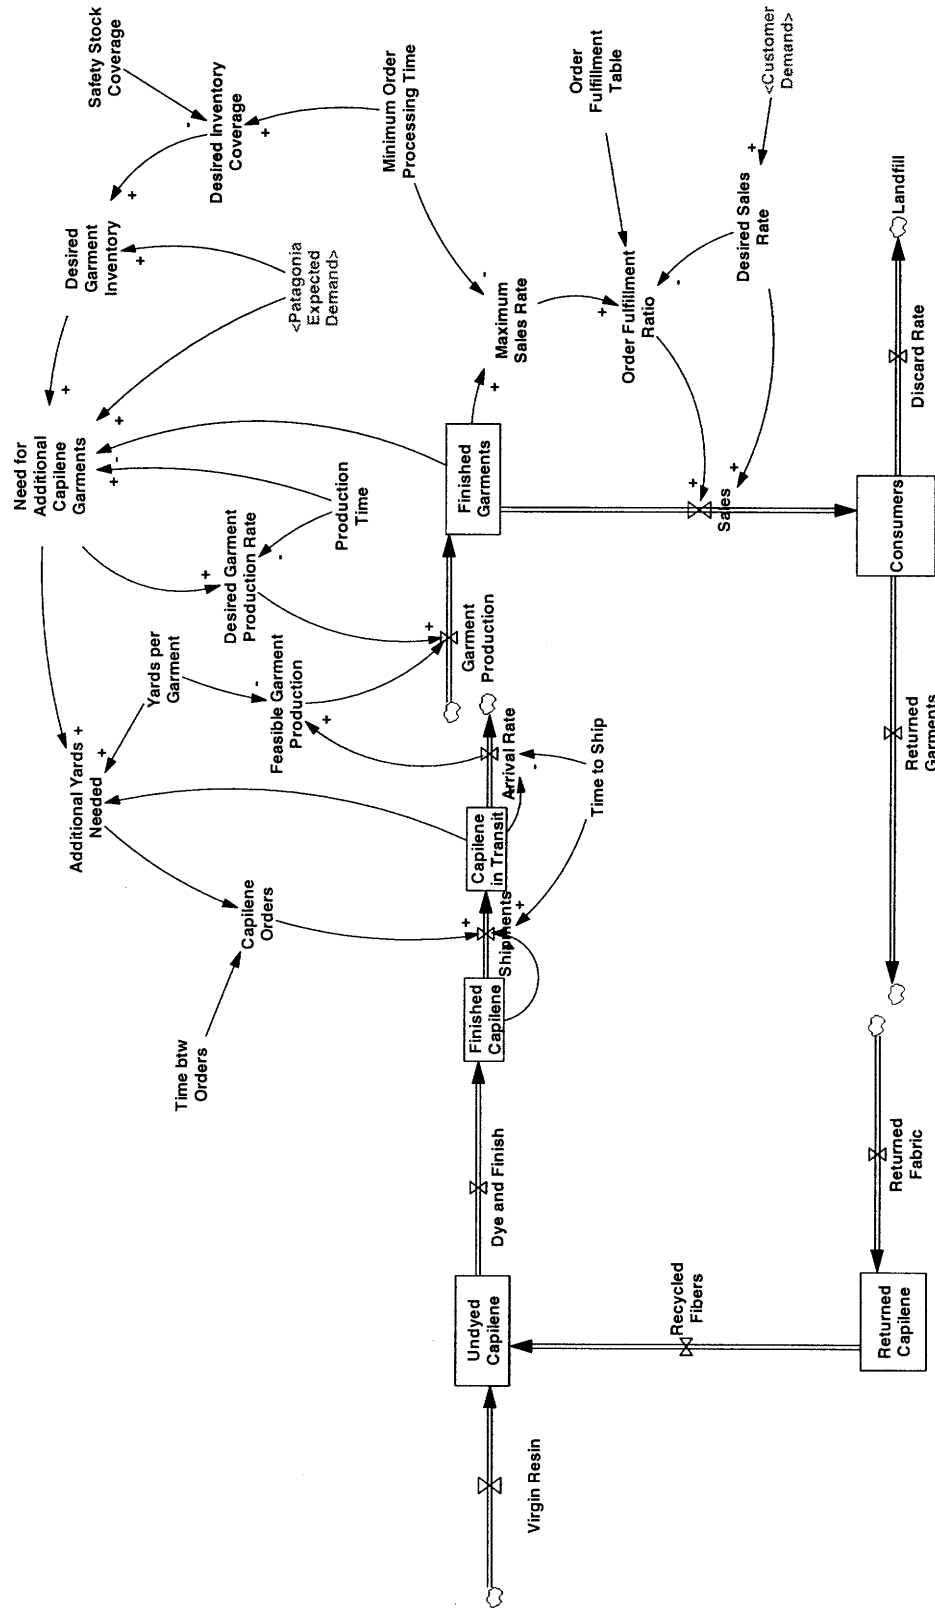 Safety Stock
Coverage
Desired Inventory
Coverage
-
+
Minimum Order
Processing Time
Order
Fulfillment
Table
<Customer
Demand>
+
Desired Sales
Rate
Landfill
Desired
Garment
Inventory
+
+
<Patagonia
Expected
Demand>
-
Maximum
Sales Rate
+
+
Order Fulfillment
Ratio
-
Discard Rate
Need for
Additional
Capilene
Garments
+
+
-
+
Production
Time
Finished
Garments
Sales
+
+
Consumers
Desired Garment
Production Rate
+
-
Garment
Production
+
Yards per
Garment
Feasible Garment
Production
-
+
Returned
Garments
Additional Yards +
Needed
+
Arrival Rate
-
Time to Ship
Capilene
in Transit
Capilene
Orders
Shipments
+
+
Finished
Capilene
Time btw
Orders
Dye and Finish
Returned
Fabric
Undyed
Capilene
Recycled
Fibers
Returned
Capilene
Virgin Resin